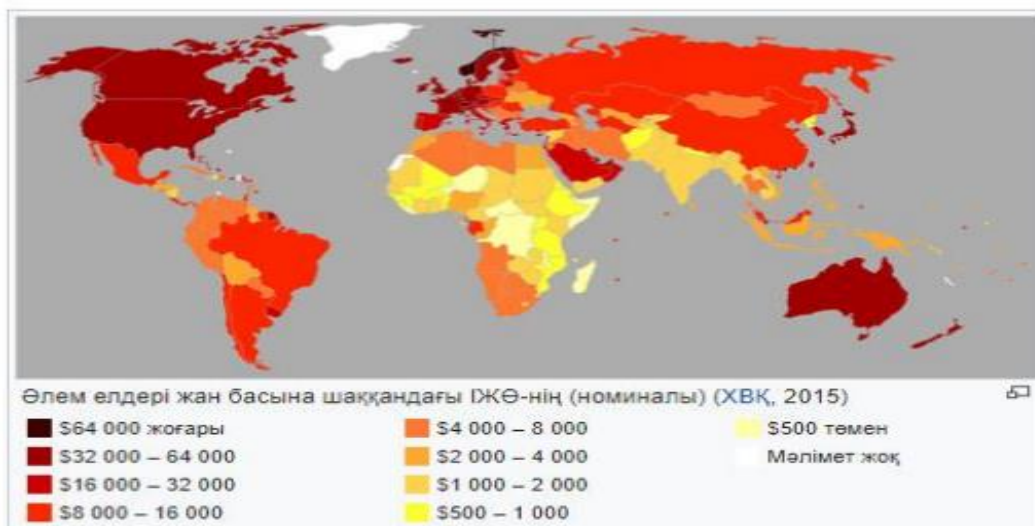 Әлем елдері жан басына шаққандағы ІЖӨ-нің (номиналы) (ХВҚ, 2015)
$64 000 жоғары
$32 000 – 64 000
$16 000 – 32 000
$8 000 – 16 000
$4 000 – 8 000
$2 000 – 4 000
$1 000 – 2 000
$500 – 1 000
$500 төмен
Мәлімет жоқ